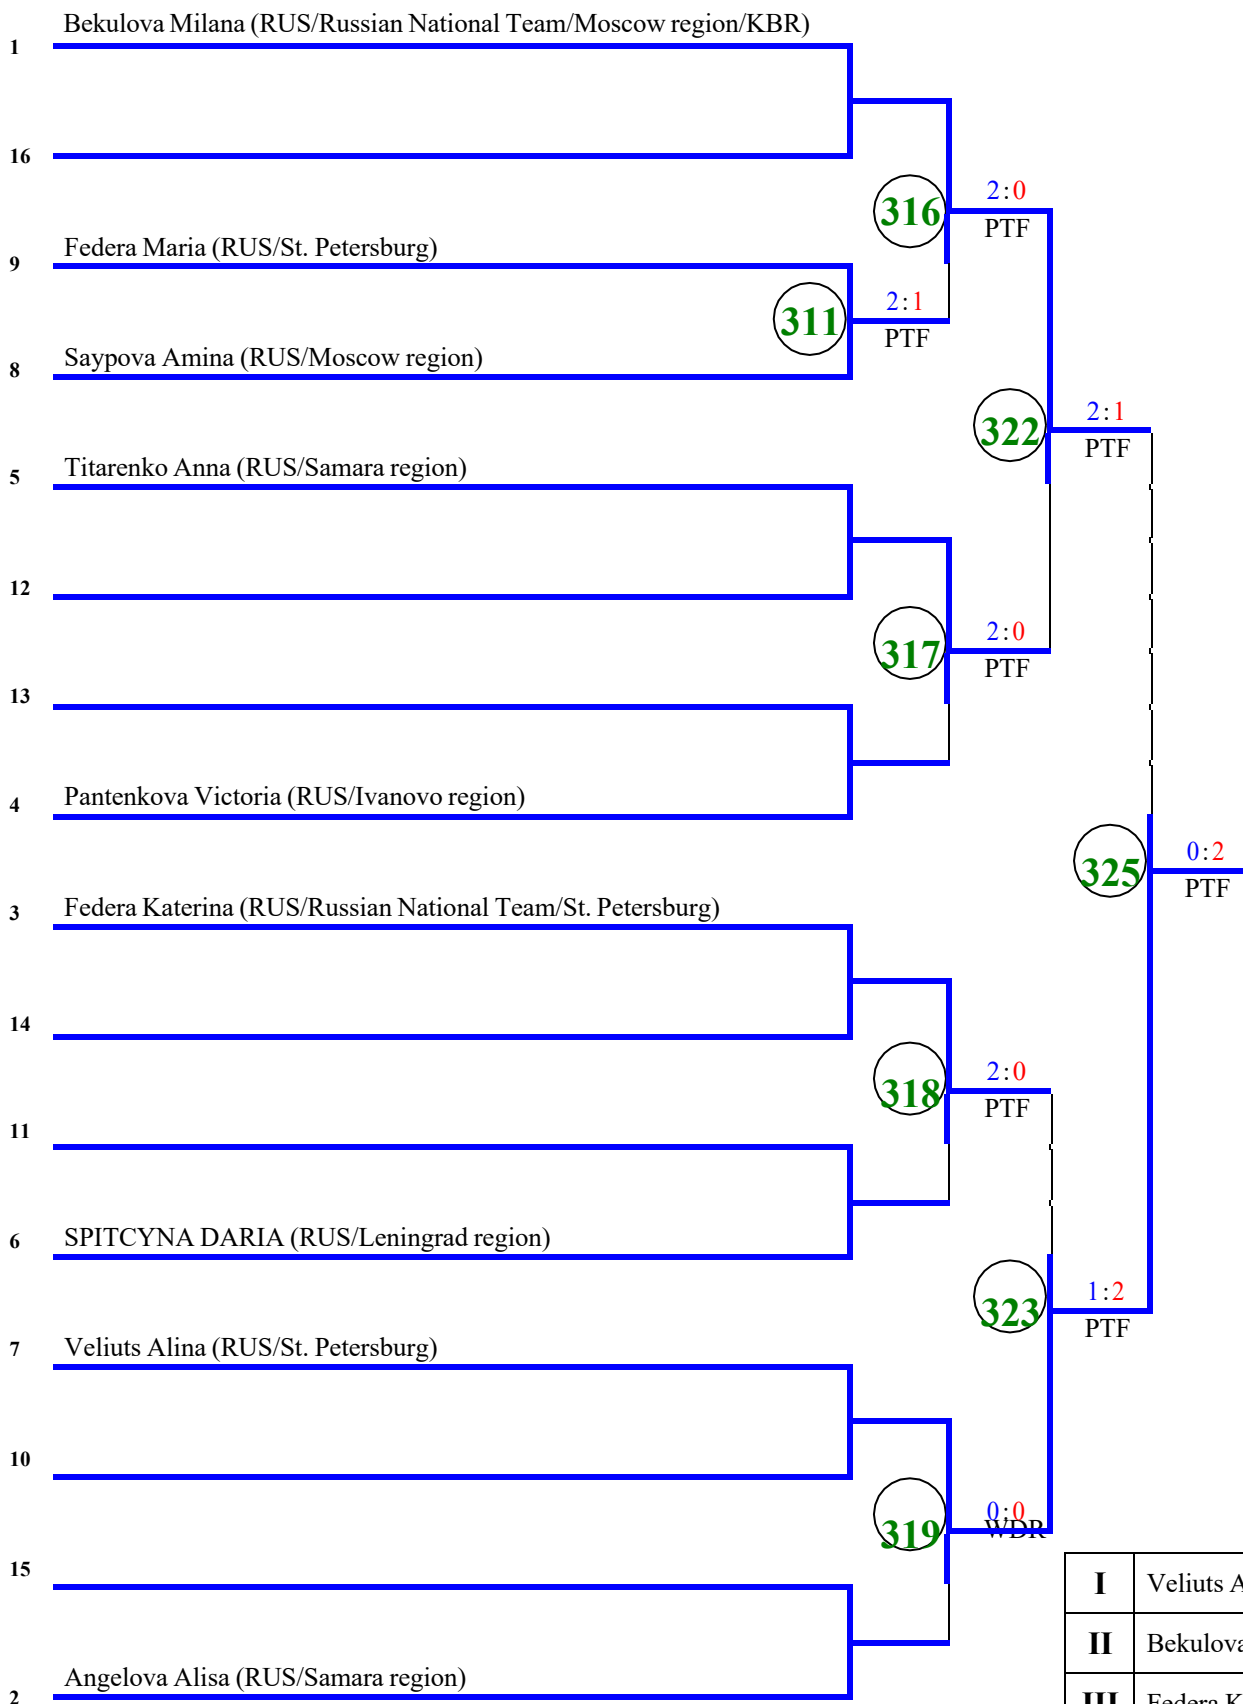 Bekulova Milana (RUS/Russian National Team/Moscow region/KBR)
1
16
2:0
316
PTF
Federa Maria (RUS/St. Petersburg)
9
2:1
311
PTF
Saypova Amina (RUS/Moscow region)
8
2:1
322
PTF
Titarenko Anna (RUS/Samara region)
5
12
2:0
317
PTF
13
Pantenkova Victoria (RUS/Ivanovo region)
4
0:2
325
PTF
Federa Katerina (RUS/Russian National Team/St. Petersburg)
3
14
2:0
318
PTF
11
SPITCYNA DARIA (RUS/Leningrad region)
6
1:2
323
PTF
Veliuts Alina (RUS/St. Petersburg)
7
10
0:0
319
WDR
15
I Veliuts A
II Bekulova
Angelova Alisa (RUS/Samara region)
2
III Federa K